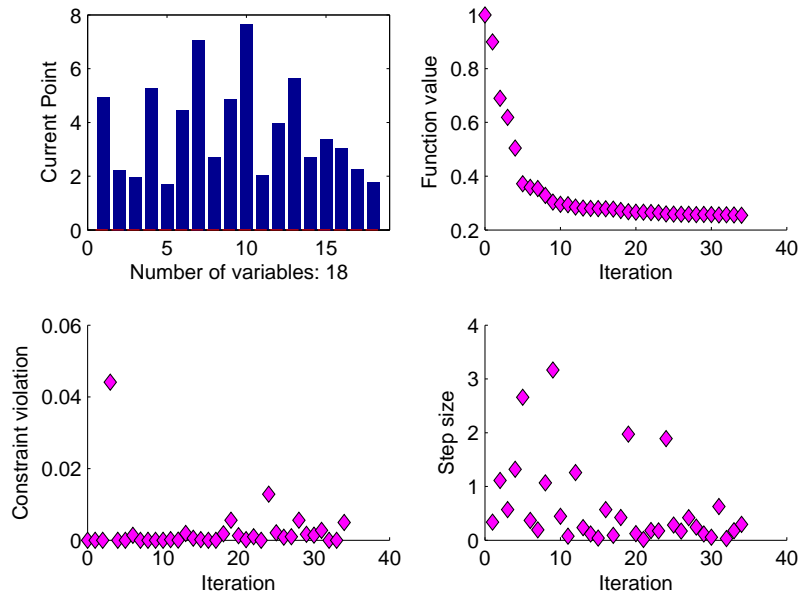 8
6
4
2
0
Current Point
0 5 10 15
Number of variables: 18
1
0.8
0.6
0.4
0.2
Function value
0 10 20 30 40
Iteration
0.06
0.04
0.02
0
Constraint violation
0 10 20 30 40
Iteration
4
3
2
1
0
Step size
0 10 20 30 40
Iteration